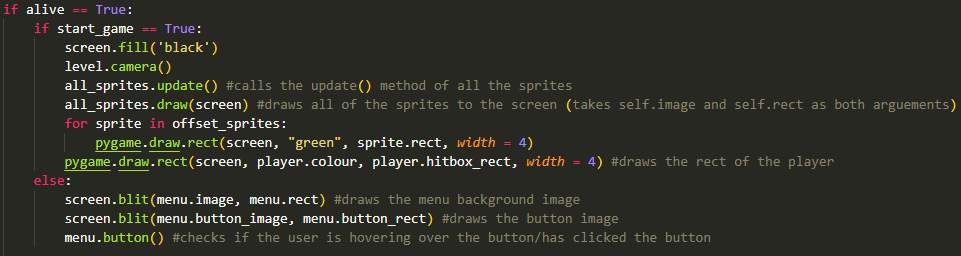 if alive == True:
    if start_game == True:
        screen.fill('black')
        level.camera()
        all_sprites.update() #calls the update() method of all the sprites
        all_sprites.draw(screen) #draws all of the sprites to the screen (takes self.image and self.rect as both arguements)
        for sprite in offset_sprites:
            pygame.draw.rect(screen, "green", sprite.rect, width = 4)
        pygame.draw.rect(screen, player.colour, player.hitbox_rect, width = 4) #draws the rect of the player
    else:
        screen.blit(menu.image, menu.rect) #draws the menu background image
        screen.blit(menu.button_image, menu.button_rect) #draws the button image
        menu.button() #checks if the user is hovering over the button/has clicked the button